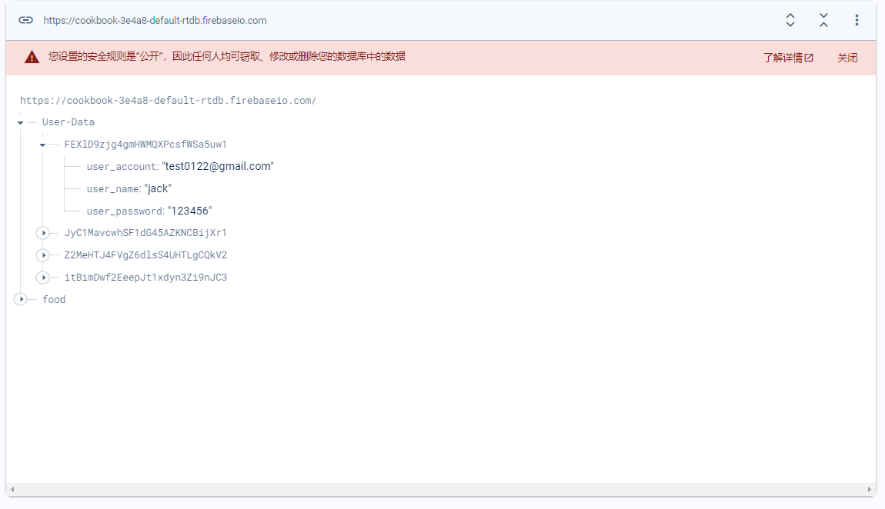 https://cookbook-3e4a8-default-rtdb.firebaseio.com
您设置的安全规则是“公开”，因此任何人均可窃取、修改或删除您的数据库中的数据 了解详情 关闭
https://cookbook-3e4a8-default-rtdb.firebaseio.com/
User-Data
FEXlD9zjg4gmHWMQXPcsfWSa5uw1
user_account: "test0122@gmail.com"
user_name: "jack"
user_password: "123456"
JyC1MavcwhSF1dG45AZKNCBijXr1
Z2MeHTJ4FVgZ6dlsS4UHTLgCQkV2
itBimDwf2EeepJt1xdyn3Zi9nJC3
food